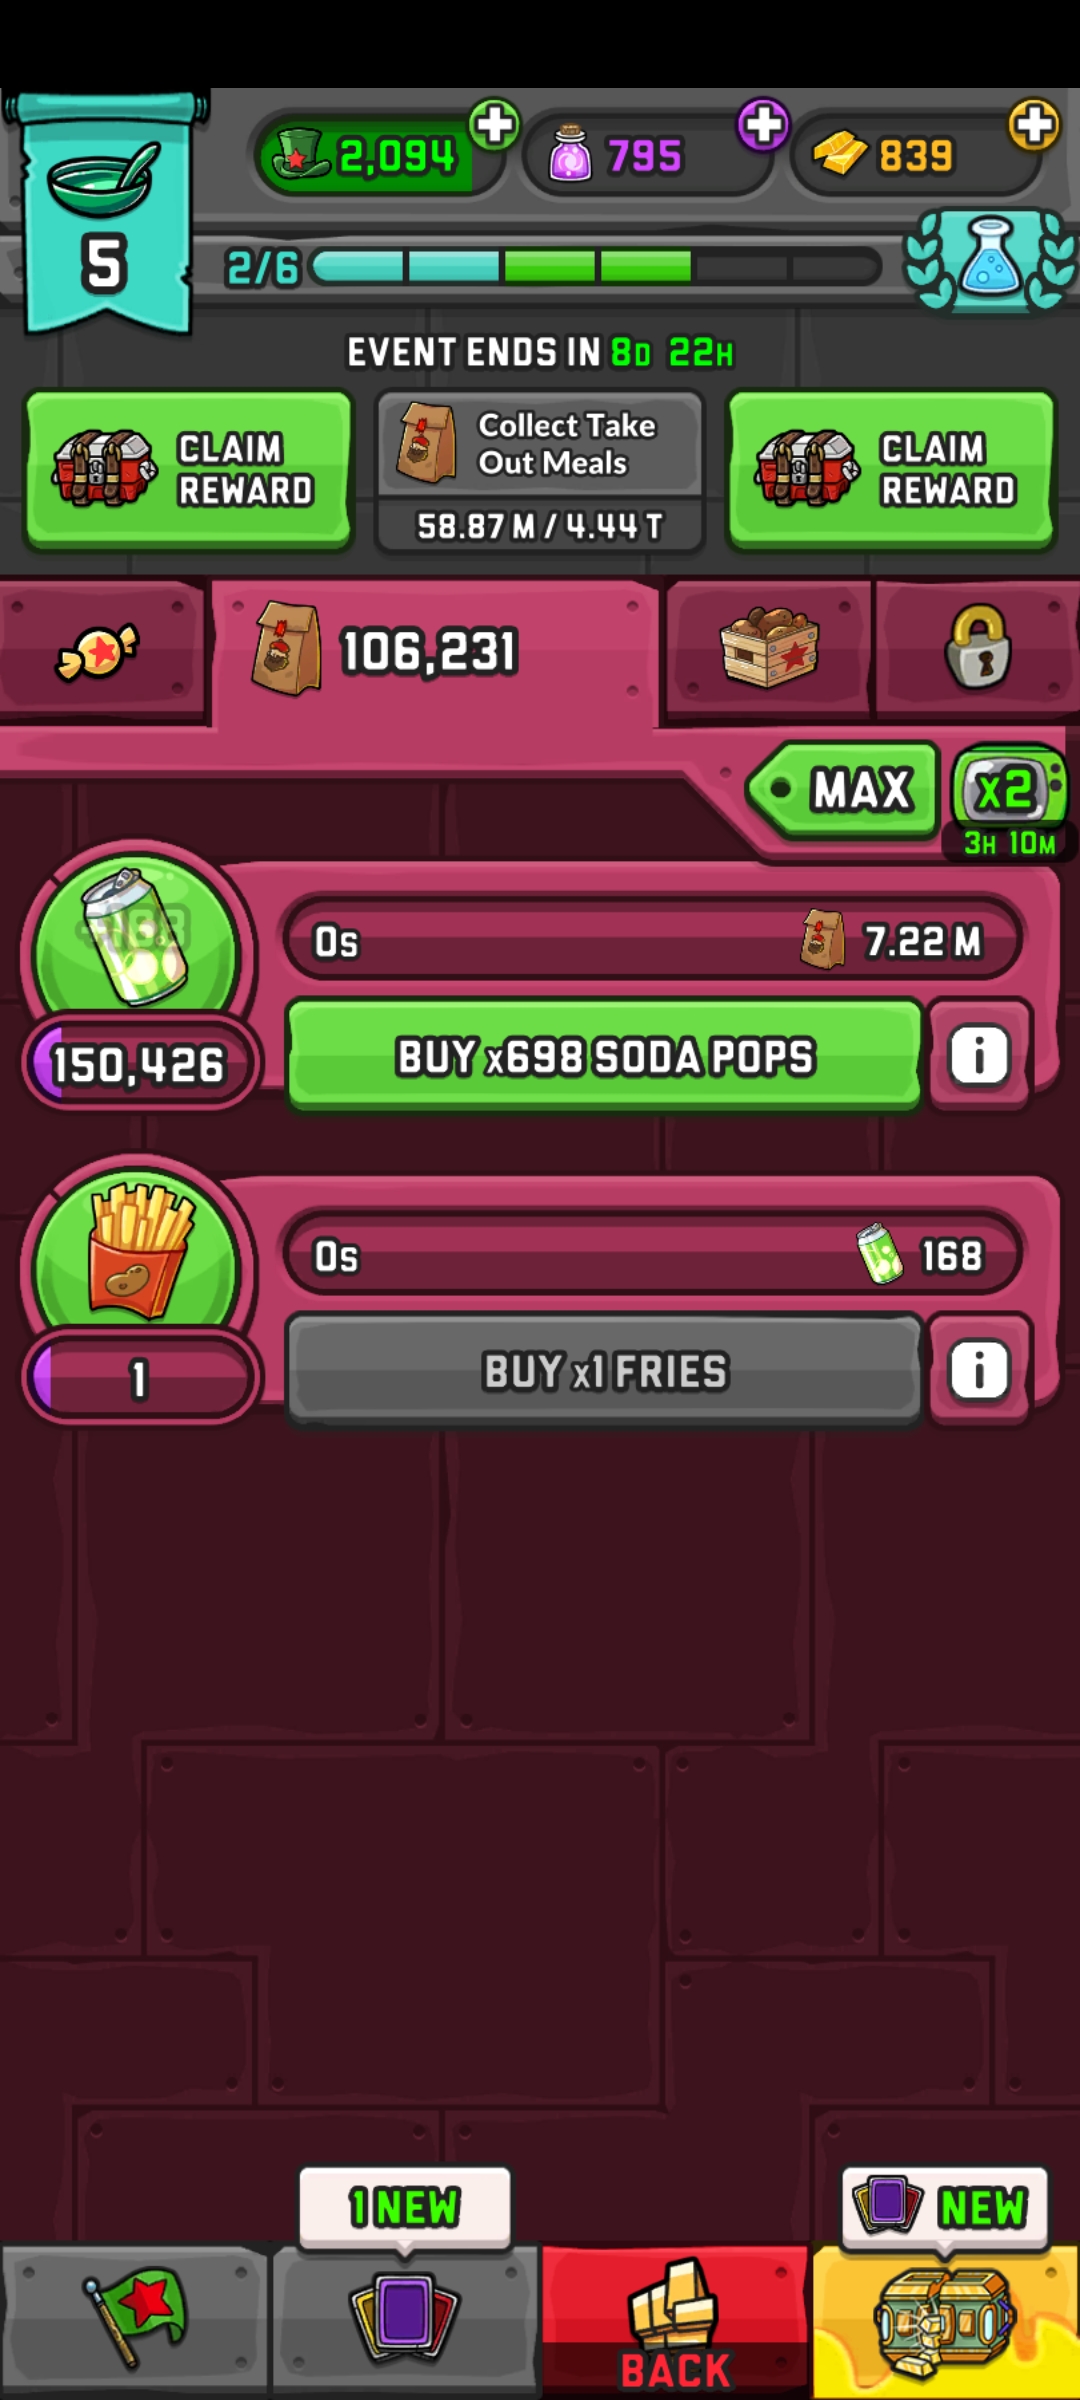 2,094
795
839
5
2/6
EVENT ENDS IN 8D 22H
CLAIM
REWARD
Collect Take
Out Meals
58.87 M / 4.44 T
CLAIM
REWARD
106,231
MAX
x2
3H 10M
0s
7.22 M
150,426
BUY x698 SODA POPS
i
0s
168
1
BUY x1 FRIES
i
1 NEW
NEW
BACK